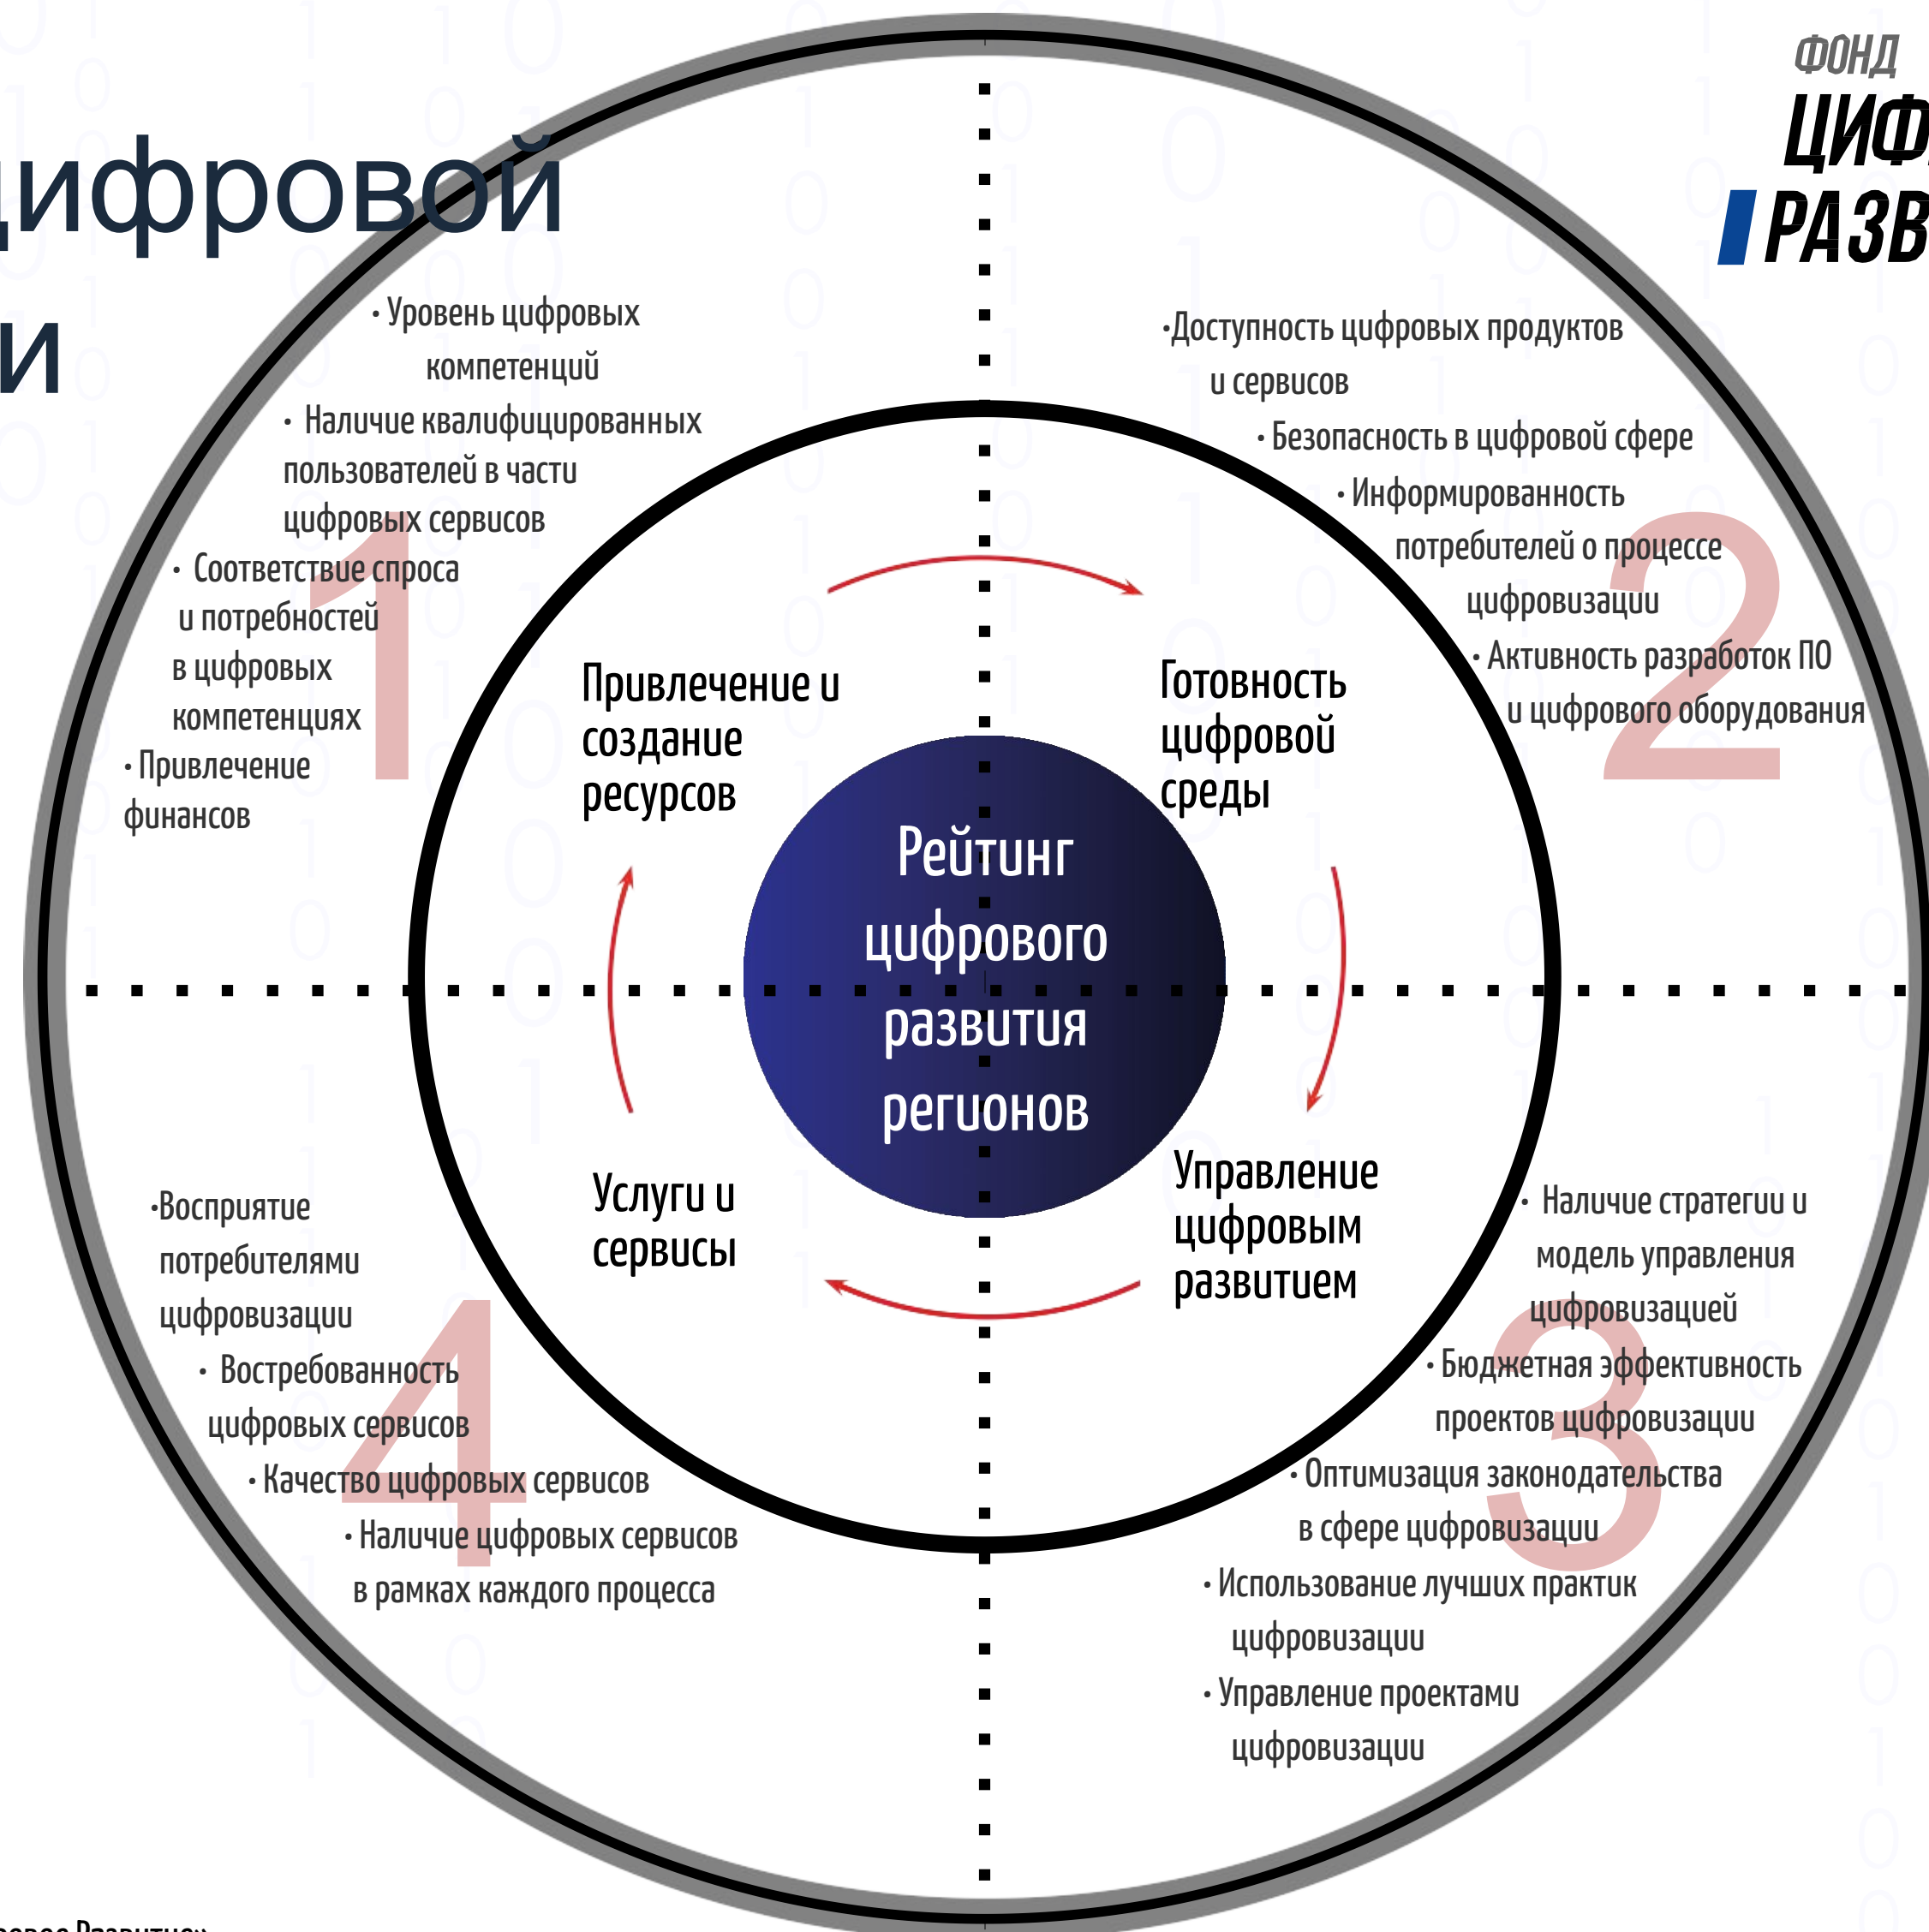 ФОНД
цифровой
и
• Уровень цифровых
компетенций
• Наличие квалифицированных
пользователей в части
цифровых сервисов
• Соответствие спроса
и потребностей
в цифровых
компетенциях
• Привлечение
финансов
1
•Доступность цифровых продуктов
и сервисов
• Безопасность в цифровой сфере
• Информированность
потребителей о процессе
цифровизации
• Активность разработок ПО
и цифрового оборудования
2
Привлечение и
создание
ресурсов
Готовность
цифровой
среды
Рейтинг
цифрового
развития
регионов
Услуги и
сервисы
Управление
цифровым
развитием
•Восприятие
потребителями
цифровизации
• Востребованность
цифровых сервисов
• Качество цифровых сервисов
• Наличие цифровых сервисов
в рамках каждого процесса
4
• Наличие стратегии и
модель управления
цифровизацией
• Бюджетная эффективность
проектов цифровизации
• Оптимизация законодательства
в сфере цифровизации
• Использование лучших практик
цифровизации
• Управление проектами
цифровизации
3